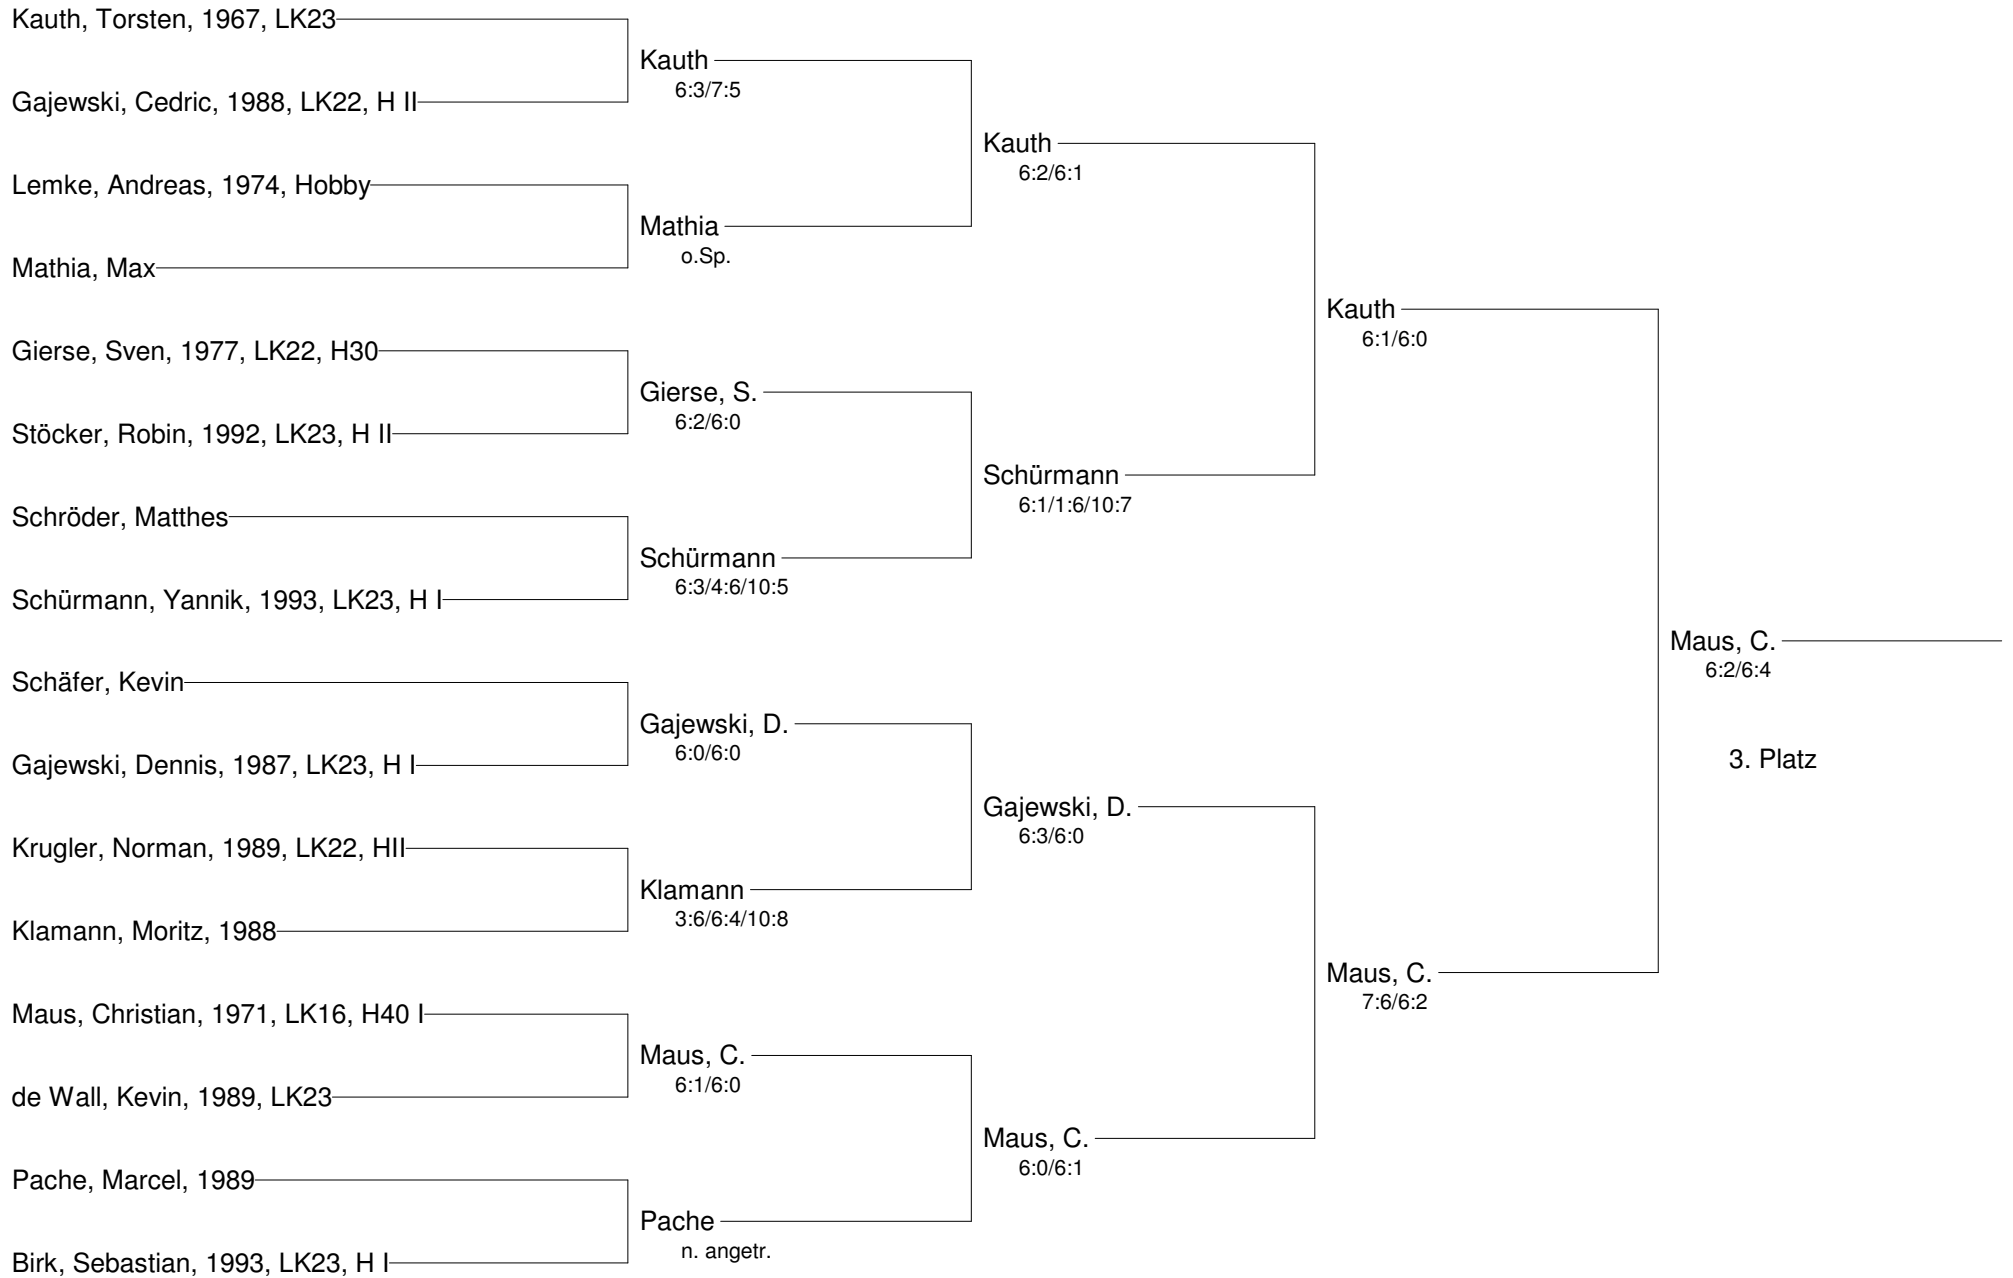 Kauth, Torsten, 1967, LK23
Kauth
6:3/7:5
Gajewski, Cedric, 1988, LK22, H II
Kauth
6:2/6:1
Lemke, Andreas, 1974, Hobby
Mathia
o.Sp.
Mathia, Max
Kauth
6:1/6:0
Gierse, Sven, 1977, LK22, H30
Gierse, S.
6:2/6:0
Stöcker, Robin, 1992, LK23, H II
Schürmann
6:1/1:6/10:7
Schröder, Matthes
Schürmann
6:3/4:6/10:5
Schürmann, Yannik, 1993, LK23, H I
Maus, C.
6:2/6:4
Schäfer, Kevin
Gajewski, D.
6:0/6:0
Gajewski, Dennis, 1987, LK23, H I
3. Platz
Gajewski, D.
6:3/6:0
Krugler, Norman, 1989, LK22, HII
Klamann
3:6/6:4/10:8
Klamann, Moritz, 1988
Maus, C.
7:6/6:2
Maus, Christian, 1971, LK16, H40 I
Maus, C.
6:1/6:0
de Wall, Kevin, 1989, LK23
Maus, C.
6:0/6:1
Pache, Marcel, 1989
Pache
n. angetr.
Birk, Sebastian, 1993, LK23, H I